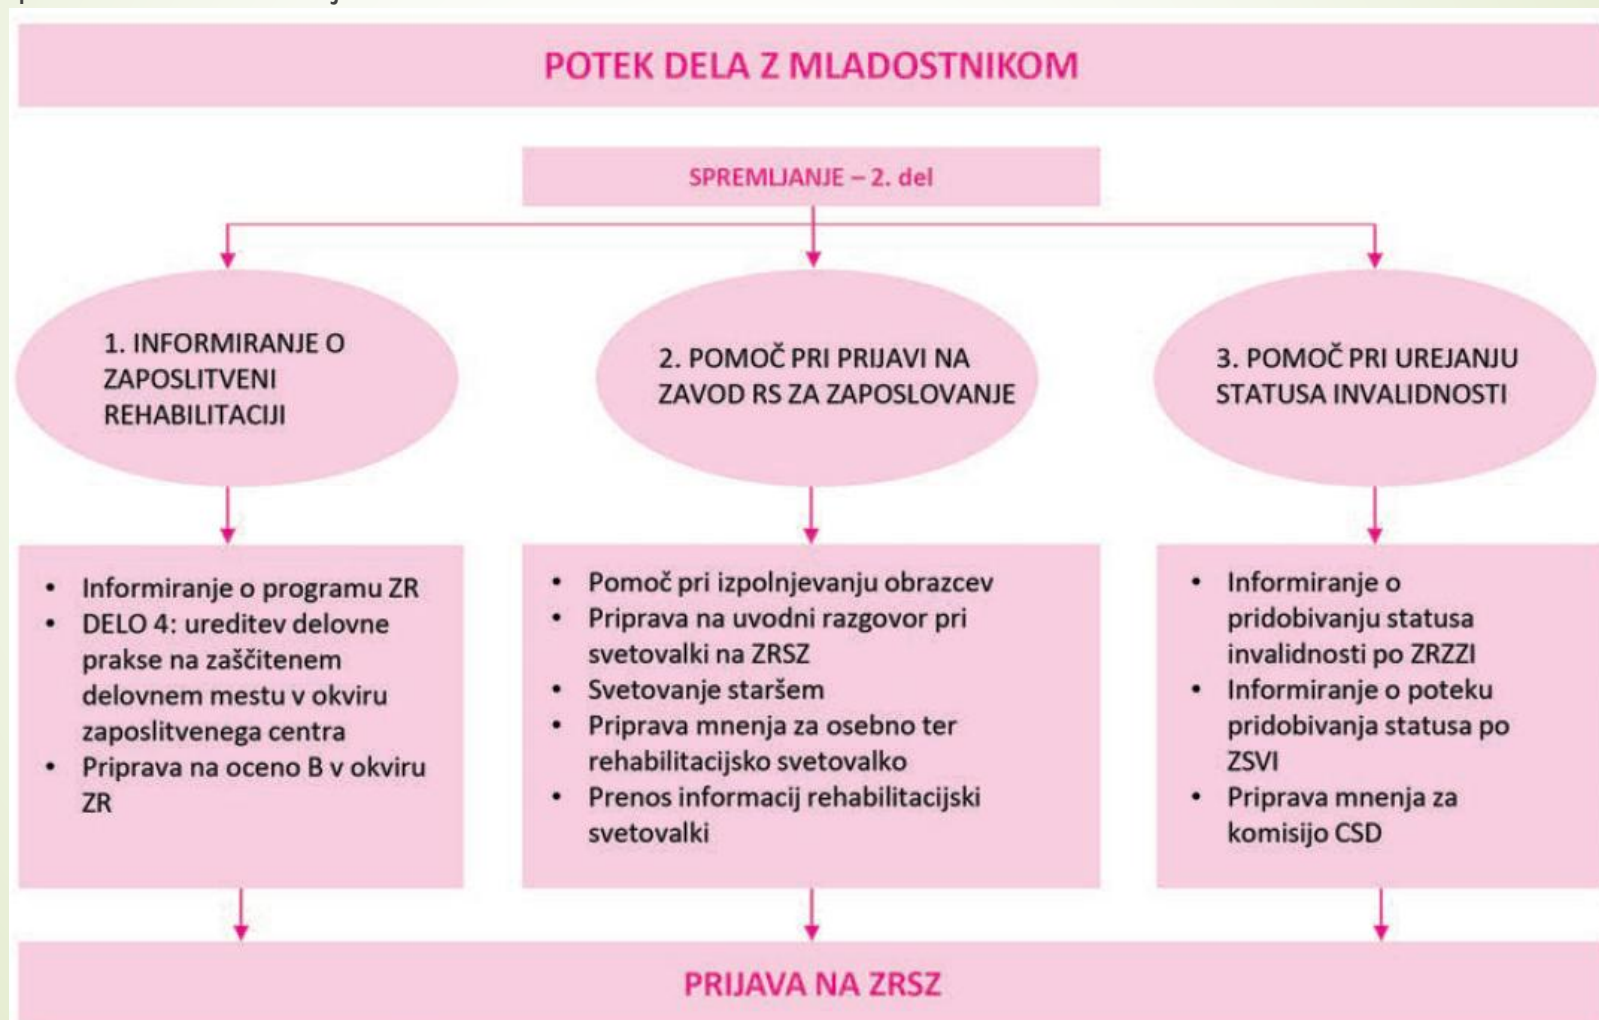 POTEK DELA Z MLADOSTNIKOM
SPREMLJANJE – 2. del
1. INFORMIRANJE O
ZAPOSLITVENI
REHABILITACIJI
2. POMOČ PRI PRIJAVI NA
ZAVOD RS ZA ZAPOSLOVANJE
3. POMOČ PRI UREJANJU
STATUSA INVALIDNOSTI
• Informiranje o programu ZR
• DELO 4: ureditev delovne
prakse na zaščitenem
delovnem mestu v okviru
zaposlitvenega centra
• Priprava na oceno B v okviru
ZR
• Pomoč pri izpolnjevanju obrazcev
• Priprava na uvodni razgovor pri
svetovalki na ZRSZ
• Svetovanje staršem
• Priprava mnenja za osebno ter
rehabilitacijsko svetovalko
• Prenos informacij rehabilitacijski
svetovalki
• Informiranje o
pridobivanju statusa
invalidnosti po ZRZZI
• Informiranje o poteku
pridobivanja statusa po
ZSVI
• Priprava mnenja za
komisijo CSD
PRIJAVA NA ZRSZ